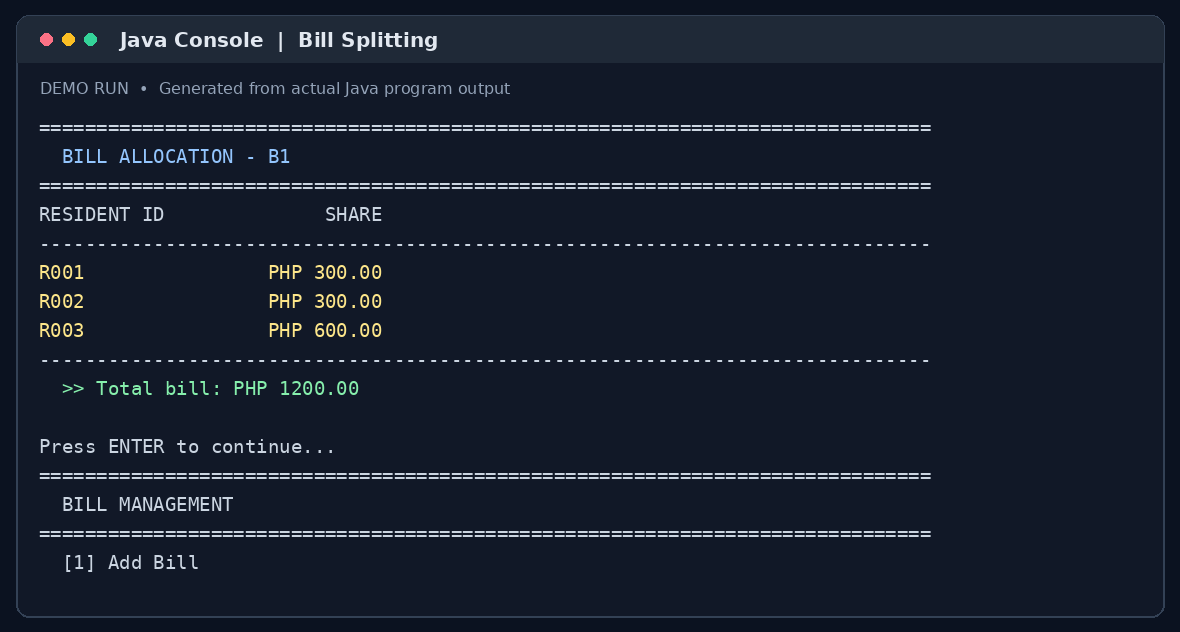 Java Console | Bill Splitting
DEMO RUN • Generated from actual Java program output
==============================================================================
BILL ALLOCATION - B1
==============================================================================
RESIDENT ID SHARE
------------------------------------------------------------------------------
R001 PHP 300.00
R002 PHP 300.00
R003 PHP 600.00
------------------------------------------------------------------------------
>> Total bill: PHP 1200.00
Press ENTER to continue...
==============================================================================
BILL MANAGEMENT
==============================================================================
[1] Add Bill